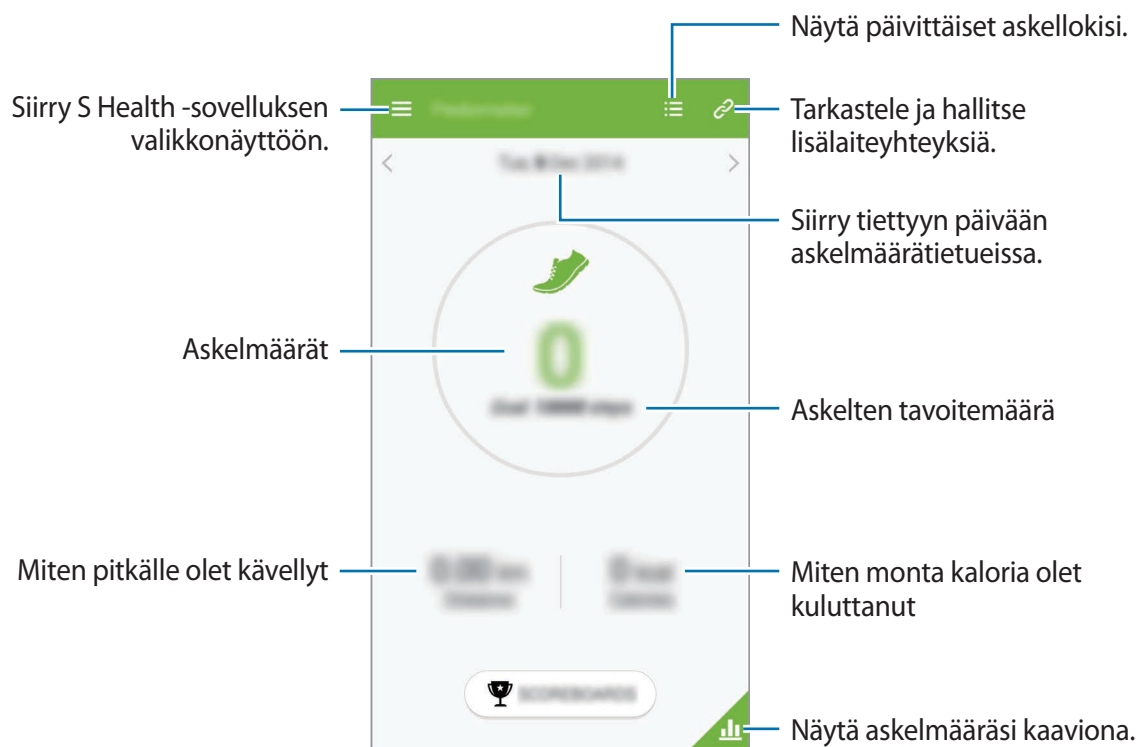 Näytä päivittäiset askellokisi.
Siirry S Health -sovelluksen
valikkonäyttöön.
Tarkastele ja hallitse
lisälaiteyhteyksiä.
Siirry tiettyyn päivään
askelmäärätietueissa.
Askelmäärät
0
Askelten tavoitemäärä
Miten pitkälle olet kävellyt
Miten monta kaloria olet
kuluttanut
SCOREBOARDS
Näytä askelmääräsi kaaviona.